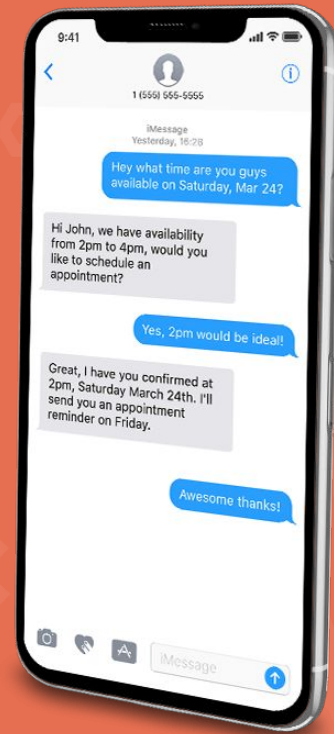 9:41
1 (555) 555-5555
iMessage
Yesterday, 16:28
Hey what time are you guys
available on Saturday, Mar 24?
Hi John, we have availability
from 2pm to 4pm, would you
like to schedule an
appointment?
Yes, 2pm would be ideal!
Great, I have you confirmed at
2pm, Saturday March 24th. I'll
send you an appointment
reminder on Friday.
Awesome thanks!
iMessage